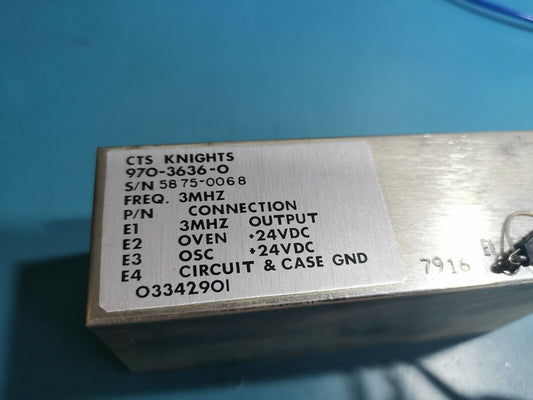 CTS KNIGHTS
970-3636-0
S/N 5875-0068
FREQ. 3MHZ
P/N CONNECTION
E1 3MHZ OUTPUT
E2 OVEN +24VDC
E3 OSC +24VDC
E4 CIRCUIT & CASE GND
03342901
7916
E1